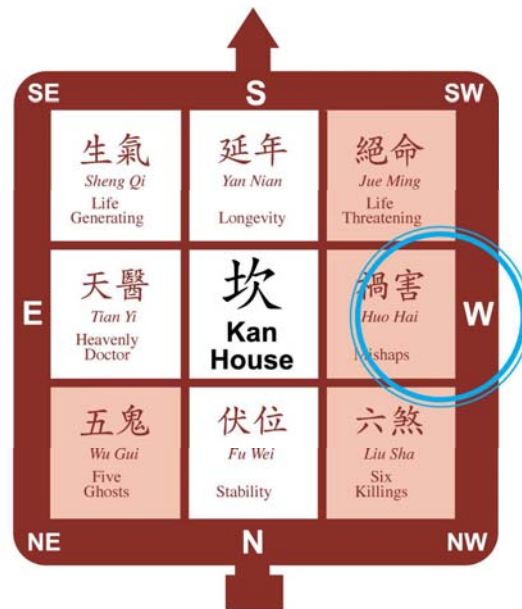 SE
S
SW
生氣
Sheng Qi
Life
Generating
延年
Yan Nian
Longevity
絕命
Jue Ming
Life
Threatening
E
天醫
Tian Yi
Heavenly
Doctor
坎
Kan
House
禍害
Huo Hai
Mishaps
W
五鬼
Wu Gui
Five
Ghosts
伏位
Fu Wei
Stability
六煞
Liu Sha
Six
Killings
NE
N
NW